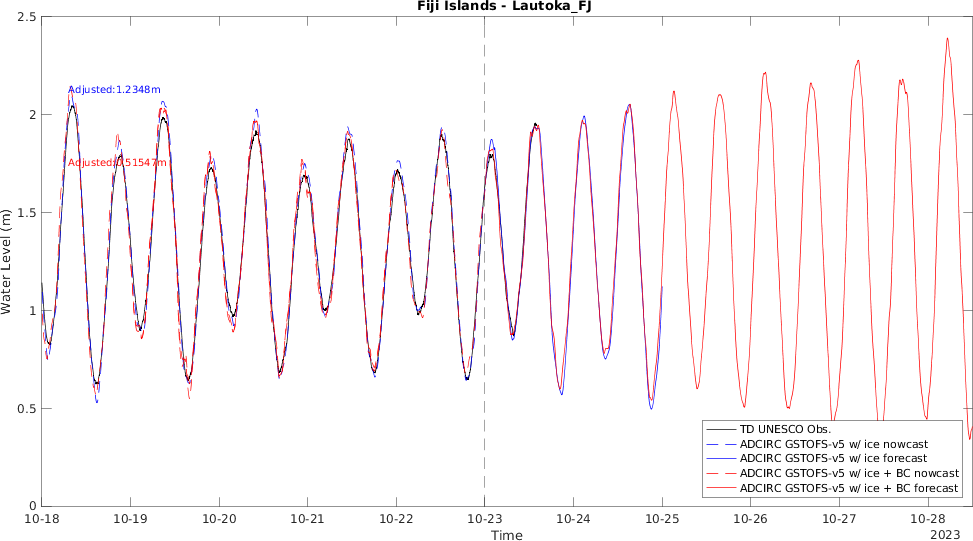 Fiji Islands - Lautoka_FJ
2.5
2
1.5
1
0.5
0
Water Level (m)
Adjusted:1.2348m
Adjusted:0.51547m
TD UNESCO Obs.
ADCIRC GSTOFS-v5 w/ ice nowcast
ADCIRC GSTOFS-v5 w/ ice forecast
ADCIRC GSTOFS-v5 w/ ice + BC nowcast
ADCIRC GSTOFS-v5 w/ ice + BC forecast
10-18 10-19 10-20 10-21 10-22 10-23 10-24 10-25 10-26 10-27 10-28
2023
Time